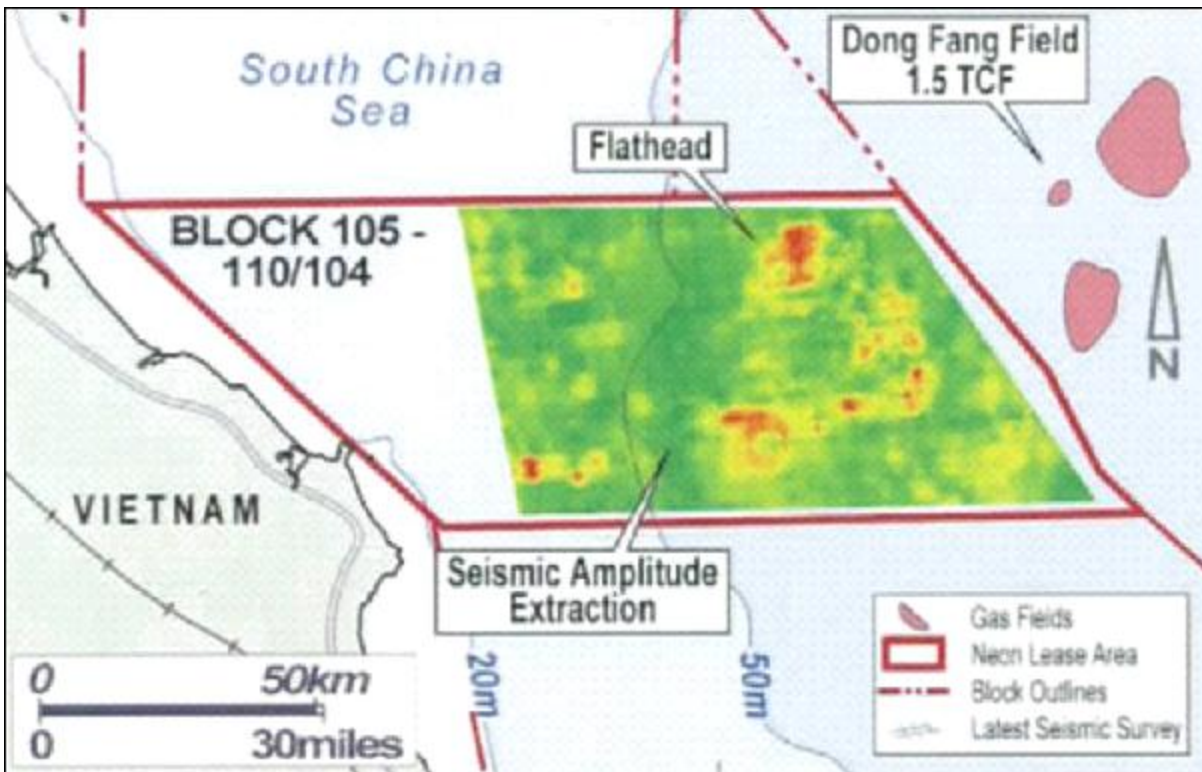 South China
Sea
Dong Fang Field
1.5 TCF
Flathead
BLOCK 105 -
110/104
N
VIETNAM
Seismic Amplitude
Extraction
20m
50m
0 50km
0 30miles
Gas Fields
Neon Lease Area
Block Outlines
Latest Seismic Survey